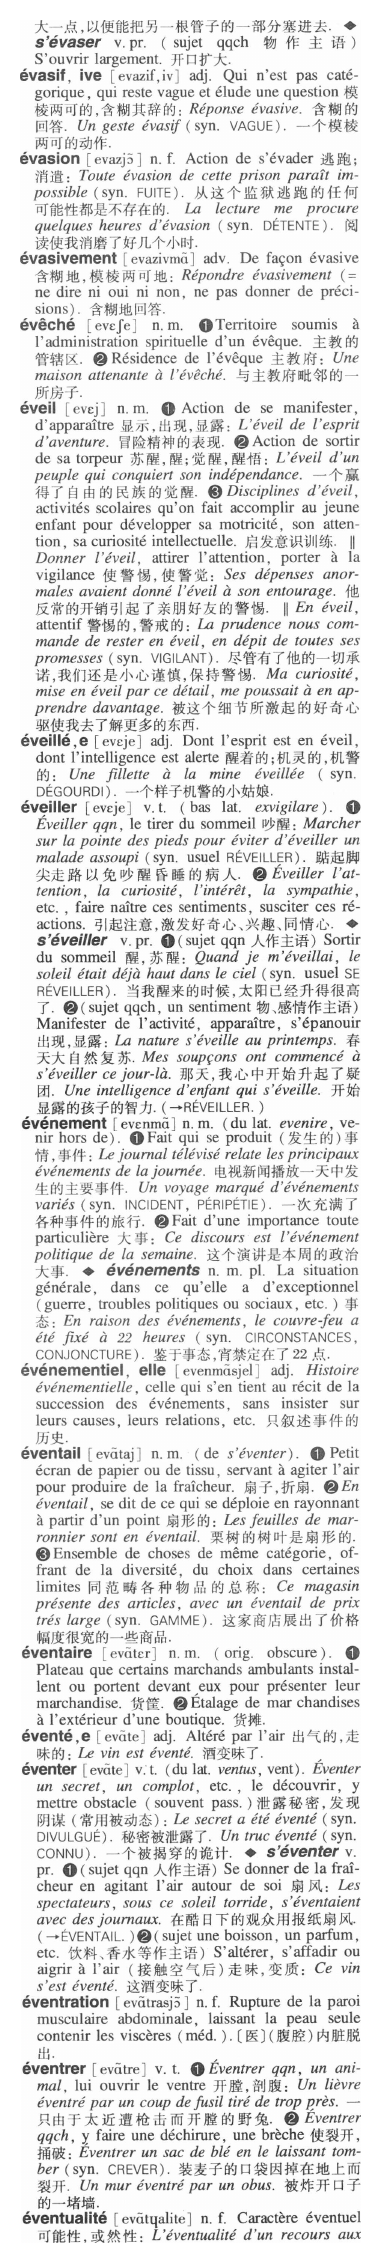 大一点,以便能把另一根管子的一部分塞进去. ◆
s'évaser v. pr. ( sujet qqch 物 作 主 语 )
S'ouvrir largement. 开口扩大.
évasif, ive [evazif,iv] adj. Qui n'est pas caté-
gorique, qui reste vague et élude une question 模
棱两可的,含糊其辞的: Réponse évasive. 含糊的
回答. Un geste évasif (syn. VAGUE). 一个模棱
两可的动作.
évasion [evazjɔ̃] n. f. Action de s'évader 逃跑;
消遣: Toute évasion de cette prison paraît im-
possible (syn. FUITE). 从这个监狱逃跑的任何
可能性都是不存在的. La lecture me procure
quelques heures d'évasion (syn. DÉTENTE). 阅
读使我消磨了好几个小时.
évasivement [evazivmɑ̃] adv. De façon évasive
含糊地,模棱两可地: Répondre évasivement (=
ne dire ni oui ni non, ne pas donner de préci-
sions). 含糊地回答.
évêché [eveʃe] n. m. ❶Territoire soumis à
l'administration spirituelle d'un évêque. 主教的
管辖区. ❷Résidence de l'évêque 主教府: Une
maison attenante à l'évêché. 与主教府毗邻的一
所房子.
éveil [evɛj] n. m. ❶ Action de se manifester,
d'apparaître 显示,出现,显露: L'éveil de l'esprit
d'aventure. 冒险精神的表现. ❷Action de sortir
de sa torpeur 苏醒,醒;觉醒,醒悟: L'éveil d'un
peuple qui conquiert son indépendance. 一个赢
得了自由的民族的觉醒. ❸Disciplines d'éveil,
activités scolaires qu'on fait accomplir au jeune
enfant pour développer sa motricité, son atten-
tion, sa curiosité intellectuelle. 启发意识训练. ‖
Donner l'éveil, attirer l'attention, porter à la
vigilance 使警惕,使警觉: Ses dépenses anor-
males avaient donné l'éveil à son entourage. 他
反常的开销引起了亲朋好友的警惕. ‖ En éveil,
attentif 警惕的,警戒的: La prudence nous com-
mande de rester en éveil, en dépit de toutes ses
promesses (syn. VIGILANT). 尽管有了他的一切承
诺,我们还是小心谨慎,保持警惕. Ma curiosité,
mise en éveil par ce détail, me poussait à en ap-
prendre davantage. 被这个细节所激起的好奇心
驱使我去了解更多的东西.
éveillé,e [evɛje] adj. Dont l'esprit est en éveil,
dont l'intelligence est alerte 醒着的;机灵的,机警
的: Une fillette à la mine éveillée ( syn.
DÉGOURDI). 一个样子机警的小姑娘.
éveiller [evɛje] v. t. ( bas lat. exvigilare ). ❶
Éveiller qqn, le tirer du sommeil 吵醒: Marcher
sur la pointe des pieds pour éviter d'éveiller un
malade assoupi (syn. usuel RÉVEILLER). 踮起脚
尖走路以免吵醒昏睡的病人. ❷Éveiller l'at-
tention, la curiosité, l'intérêt, la sympathie,
etc. , faire naître ces sentiments, susciter ces ré-
actions. 引起注意,激发好奇心、兴趣、同情心. ◆
s'éveiller v. pr. ❶(sujet qqn 人作主语) Sortir
du sommeil 醒,苏醒: Quand je m'éveillai, le
soleil était déjà haut dans le ciel (syn. usuel SE
RÉVEILLER). 当我醒来的时候,太阳已经升得很高
了. ❷(sujet qqch, un sentiment 物、感情作主语)
Manifester de l'activité, apparaître, s'épanouir
出现,显露: La nature s'éveille au printemps. 春
天大自然复苏. Mes soupçons ont commencé à
s'éveiller ce jour-là. 那天,我心中开始升起了疑
团. Une intelligence d'enfant qui s'éveille. 开始
显露的孩子的智力. (→RÉVEILLER. )
événement [evɛnmɑ̃] n. m. (du lat. evenire, ve-
nir hors de). ❶Fait qui se produit (发生的)事
情,事件: Le journal télévisé relate les principaux
événements de la journée. 电视新闻播放一天中发
生的主要事件. Un voyage marqué d'événements
variés (syn. INCIDENT, PÉRIPÉTIE). 一次充满了
各种事件的旅行. ❷Fait d'une importance toute
particulière 大事: Ce discours est l'événement
politique de la semaine. 这个演讲是本周的政治
大事. ◆ événements n. m. pl. La situation
générale, dans ce qu'elle a d'exceptionnel
(guerre, troubles politiques ou sociaux, etc. ) 事
态: En raison des événements, le couvre-feu a
été fixé à 22 heures ( syn. CIRCONSTANCES,
CONJONCTURE). 鉴于事态,宵禁定在了 22 点.
événementiel, elle [evɛnmɑ̃sjɛl] adj. Histoire
événementielle, celle qui s'en tient au récit de la
succession des événements, sans insister sur
leurs causes, leurs relations, etc. 只叙述事件的
历史.
éventail [evɑ̃taj] n. m. ( de s'éventer). ❶ Petit
écran de papier ou de tissu, servant à agiter l'air
pour produire de la fraîcheur. 扇子,折扇. ❷En
éventail, se dit de ce qui se déploie en rayonnant
à partir d'un point 扇形的: Les feuilles de mar-
ronnier sont en éventail. 栗树的树叶是扇形的.
❸Ensemble de choses de même catégorie, of-
frant de la diversité, du choix dans certaines
limites 同范畴各种物品的总称: Ce magasin
présente des articles, avec un éventail de prix
trés large (syn. GAMME). 这家商店展出了价格
幅度很宽的一些商品.
éventaire [evɑ̃tɛr] n. m. ( orig. obscure ). ❶
Plateau que certains marchands ambulants instal-
lent ou portent devant eux pour présenter leur
marchandise. 货筐. ❷Étalage de mar chandises
à l'extérieur d'une boutique. 货摊.
éventé,e [evɑ̃te] adj. Altéré par l'air 出气的,走
味的: Le vin est éventé. 酒变味了.
éventer [evɑ̃te] v. t. (du lat. ventus, vent). Éventer
un secret, un complot, etc. , le découvrir, y
mettre obstacle (souvent pass. )泄露秘密,发现
阴谋 (常用被动态) : Le secret a été éventé (syn.
DIVULGUÉ). 秘密被泄露了. Un truc éventé (syn.
CONNU). 一个被揭穿的诡计. ◆ s'éventer v.
pr. ❶(sujet qqn 人作主语) Se donner de la fraî-
cheur en agitant l'air autour de soi 扇风: Les
spectateurs, sous ce soleil torride, s'éventaient
avec des journaux. 在酷日下的观众用报纸扇风.
(→ÉVENTAIL. )❷(sujet une boisson, un parfum,
etc. 饮料、香水等作主语) S'altérer, s'affadir ou
aigrir à l'air (接触空气后)走味,变质: Ce vin
s'est éventé. 这酒变味了.
éventration [evɑ̃trasjɔ̃] n. f. Rupture de la paroi
musculaire abdominale, laissant la peau seule
contenir les viscères (méd. ). [医](腹腔)内脏脱
出.
éventrer [evɑ̃tre] v. t. ❶Éventrer qqn, un ani-
mal, lui ouvrir le ventre 开膛,剖腹: Un lièvre
éventré par un coup de fusil tiré de trop près. 一
只由于太近遭枪击而开膛的野兔. ❷ Éventrer
qqch, y faire une déchirure, une brèche 使裂开,
捅破: Éventrer un sac de blé en le laissant tom-
ber (syn. CREVER). 装麦子的口袋因掉在地上而
裂开. Un mur éventré par un obus. 被炸开口子
的一堵墙.
éventualité [evɑ̃tɥalite] n. f. Caractère éventuel
可能性,或然性: L'éventualité d'un recours aux